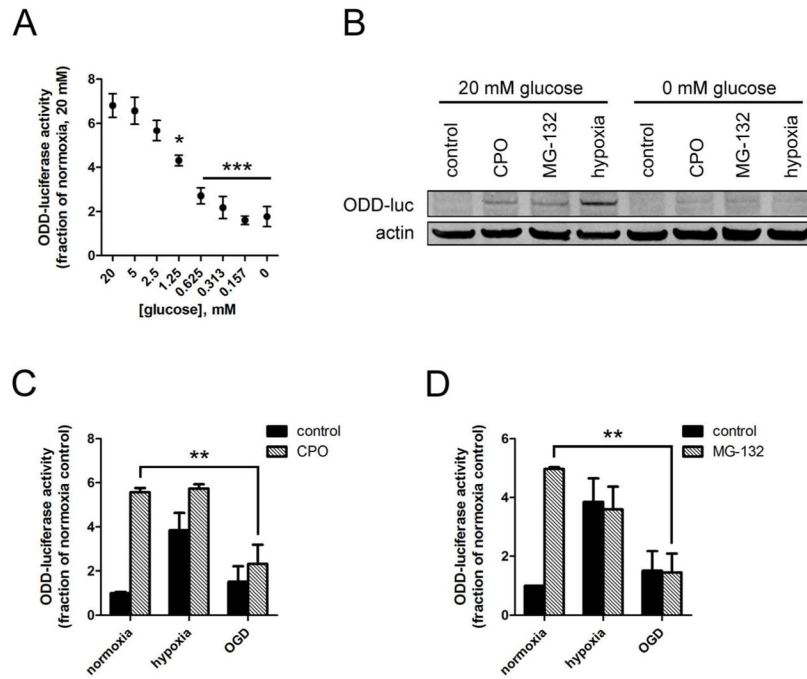 A
ODD-luciferase activity
(fraction of normoxia, 20 mM)
8
6
4
2
0
*
***
20
5
2.5
1.25
0.625
0.313
0.157
0
[glucose], mM
B
20 mM glucose
0 mM glucose
control
CPO
MG-132
hypoxia
control
CPO
MG-132
hypoxia
ODD-luc
actin
C
ODD-luciferase activity
(fraction of normoxia control)
8
6
4
2
0
**
control
CPO
normoxia
hypoxia
OGD
D
ODD-luciferase activity
(fraction of normoxia control)
6
4
2
0
**
control
MG-132
normoxia
hypoxia
OGD